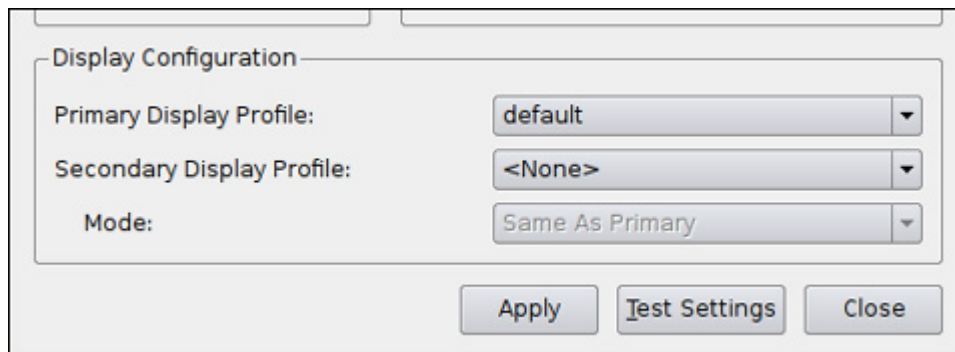 Display Configuration
Primary Display Profile: default
Secondary Display Profile: <None>
Mode: Same As Primary
Apply Test Settings Close